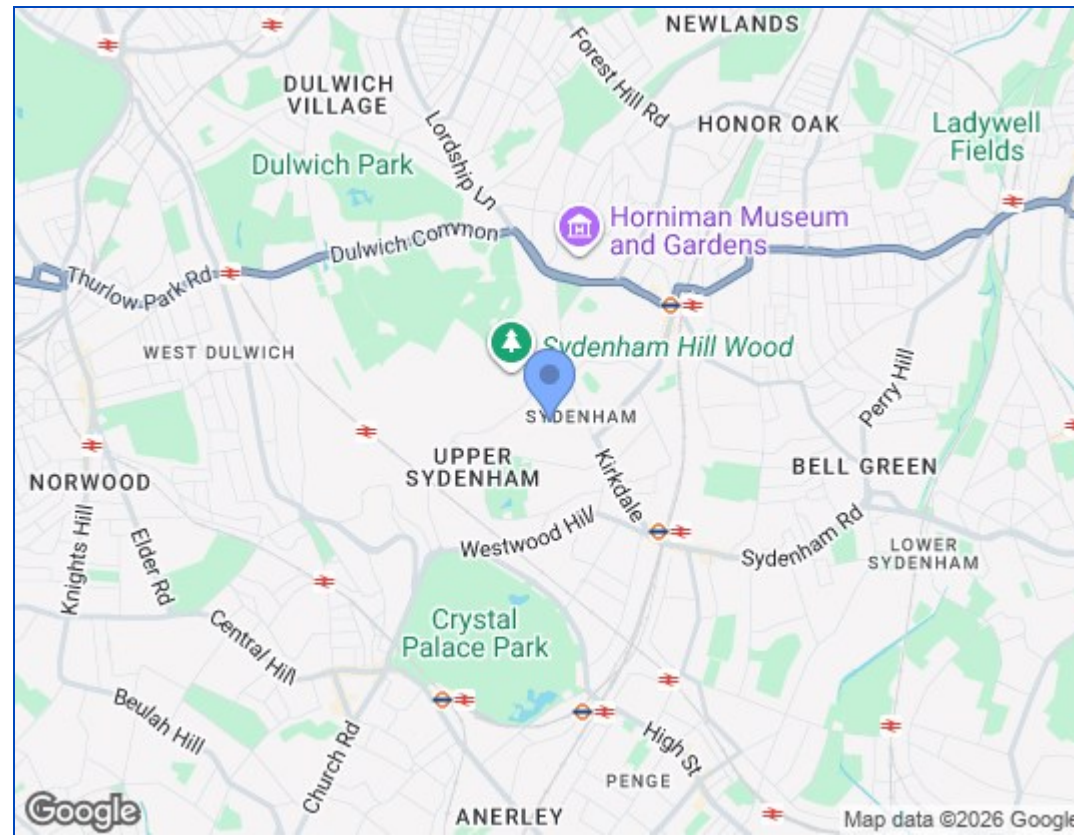 NEWLANDS
Forest Hill Rd
DULWICH
VILLAGE
HONOR OAK
Ladywell
Fields
Lordship Ln
Dulwich Park
Horniman Museum
and Gardens
Dulwich Common
Thurlow Park Rd
WEST DULWICH
Sydenham Hill Wood
Perry Hill
SYDENHAM
UPPER
SYDENHAM
Kirkdale
BELL GREEN
NORWOOD
Knights Hill
Elder Rd
Westwood Hill
Sydenham Rd
LOWER
SYDENHAM
Crystal
Palace Park
Central Hill
Beulah Hill
Church Rd
High St
PENGE
ANERLEY
Google
Map data ©2026 Google